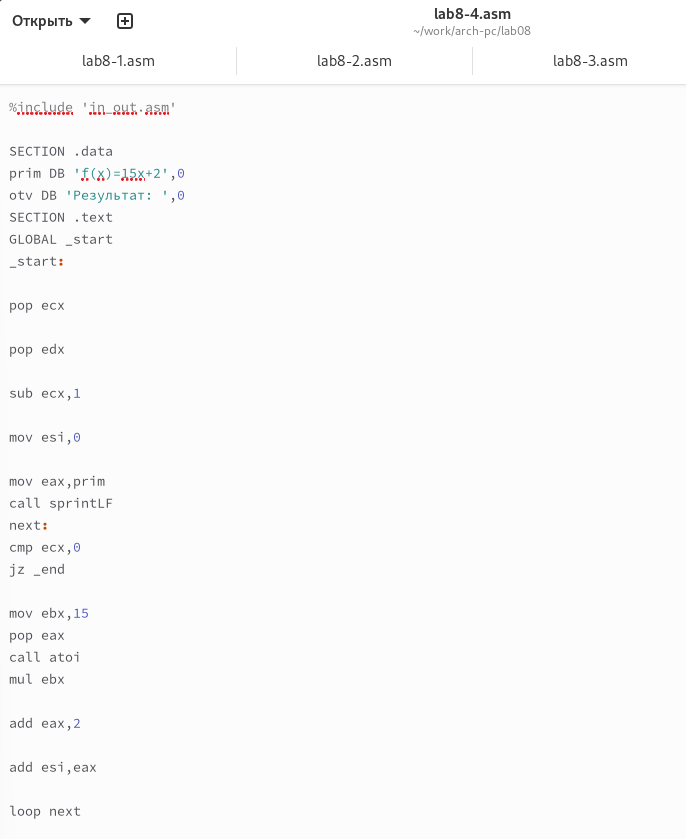 Открыть
lab8-4.asm
~/work/arch-pc/lab08
lab8-1.asm
lab8-2.asm
lab8-3.asm
%include 'in_out.asm'
SECTION .data
prim DB 'f(x)=15x+2',0
otv DB 'Результат: ',0
SECTION .text
GLOBAL _start
_start:
pop ecx
pop edx
sub ecx,1
mov esi,0
mov eax,prim
call sprintLF
next:
cmp ecx,0
jz _end
mov ebx,15
pop eax
call atoi
mul ebx
add eax,2
add esi,eax
loop next